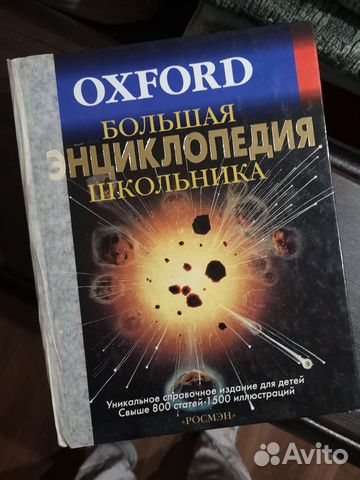 OXFORD
БОЛЬШАЯ
ЭНЦИКЛОПЕДИЯ
ШКОЛЬНИКА
Уникальное справочное издание для детей
Свыше 800 статей·1500 иллюстраций
«РОСМЭН»
Avito